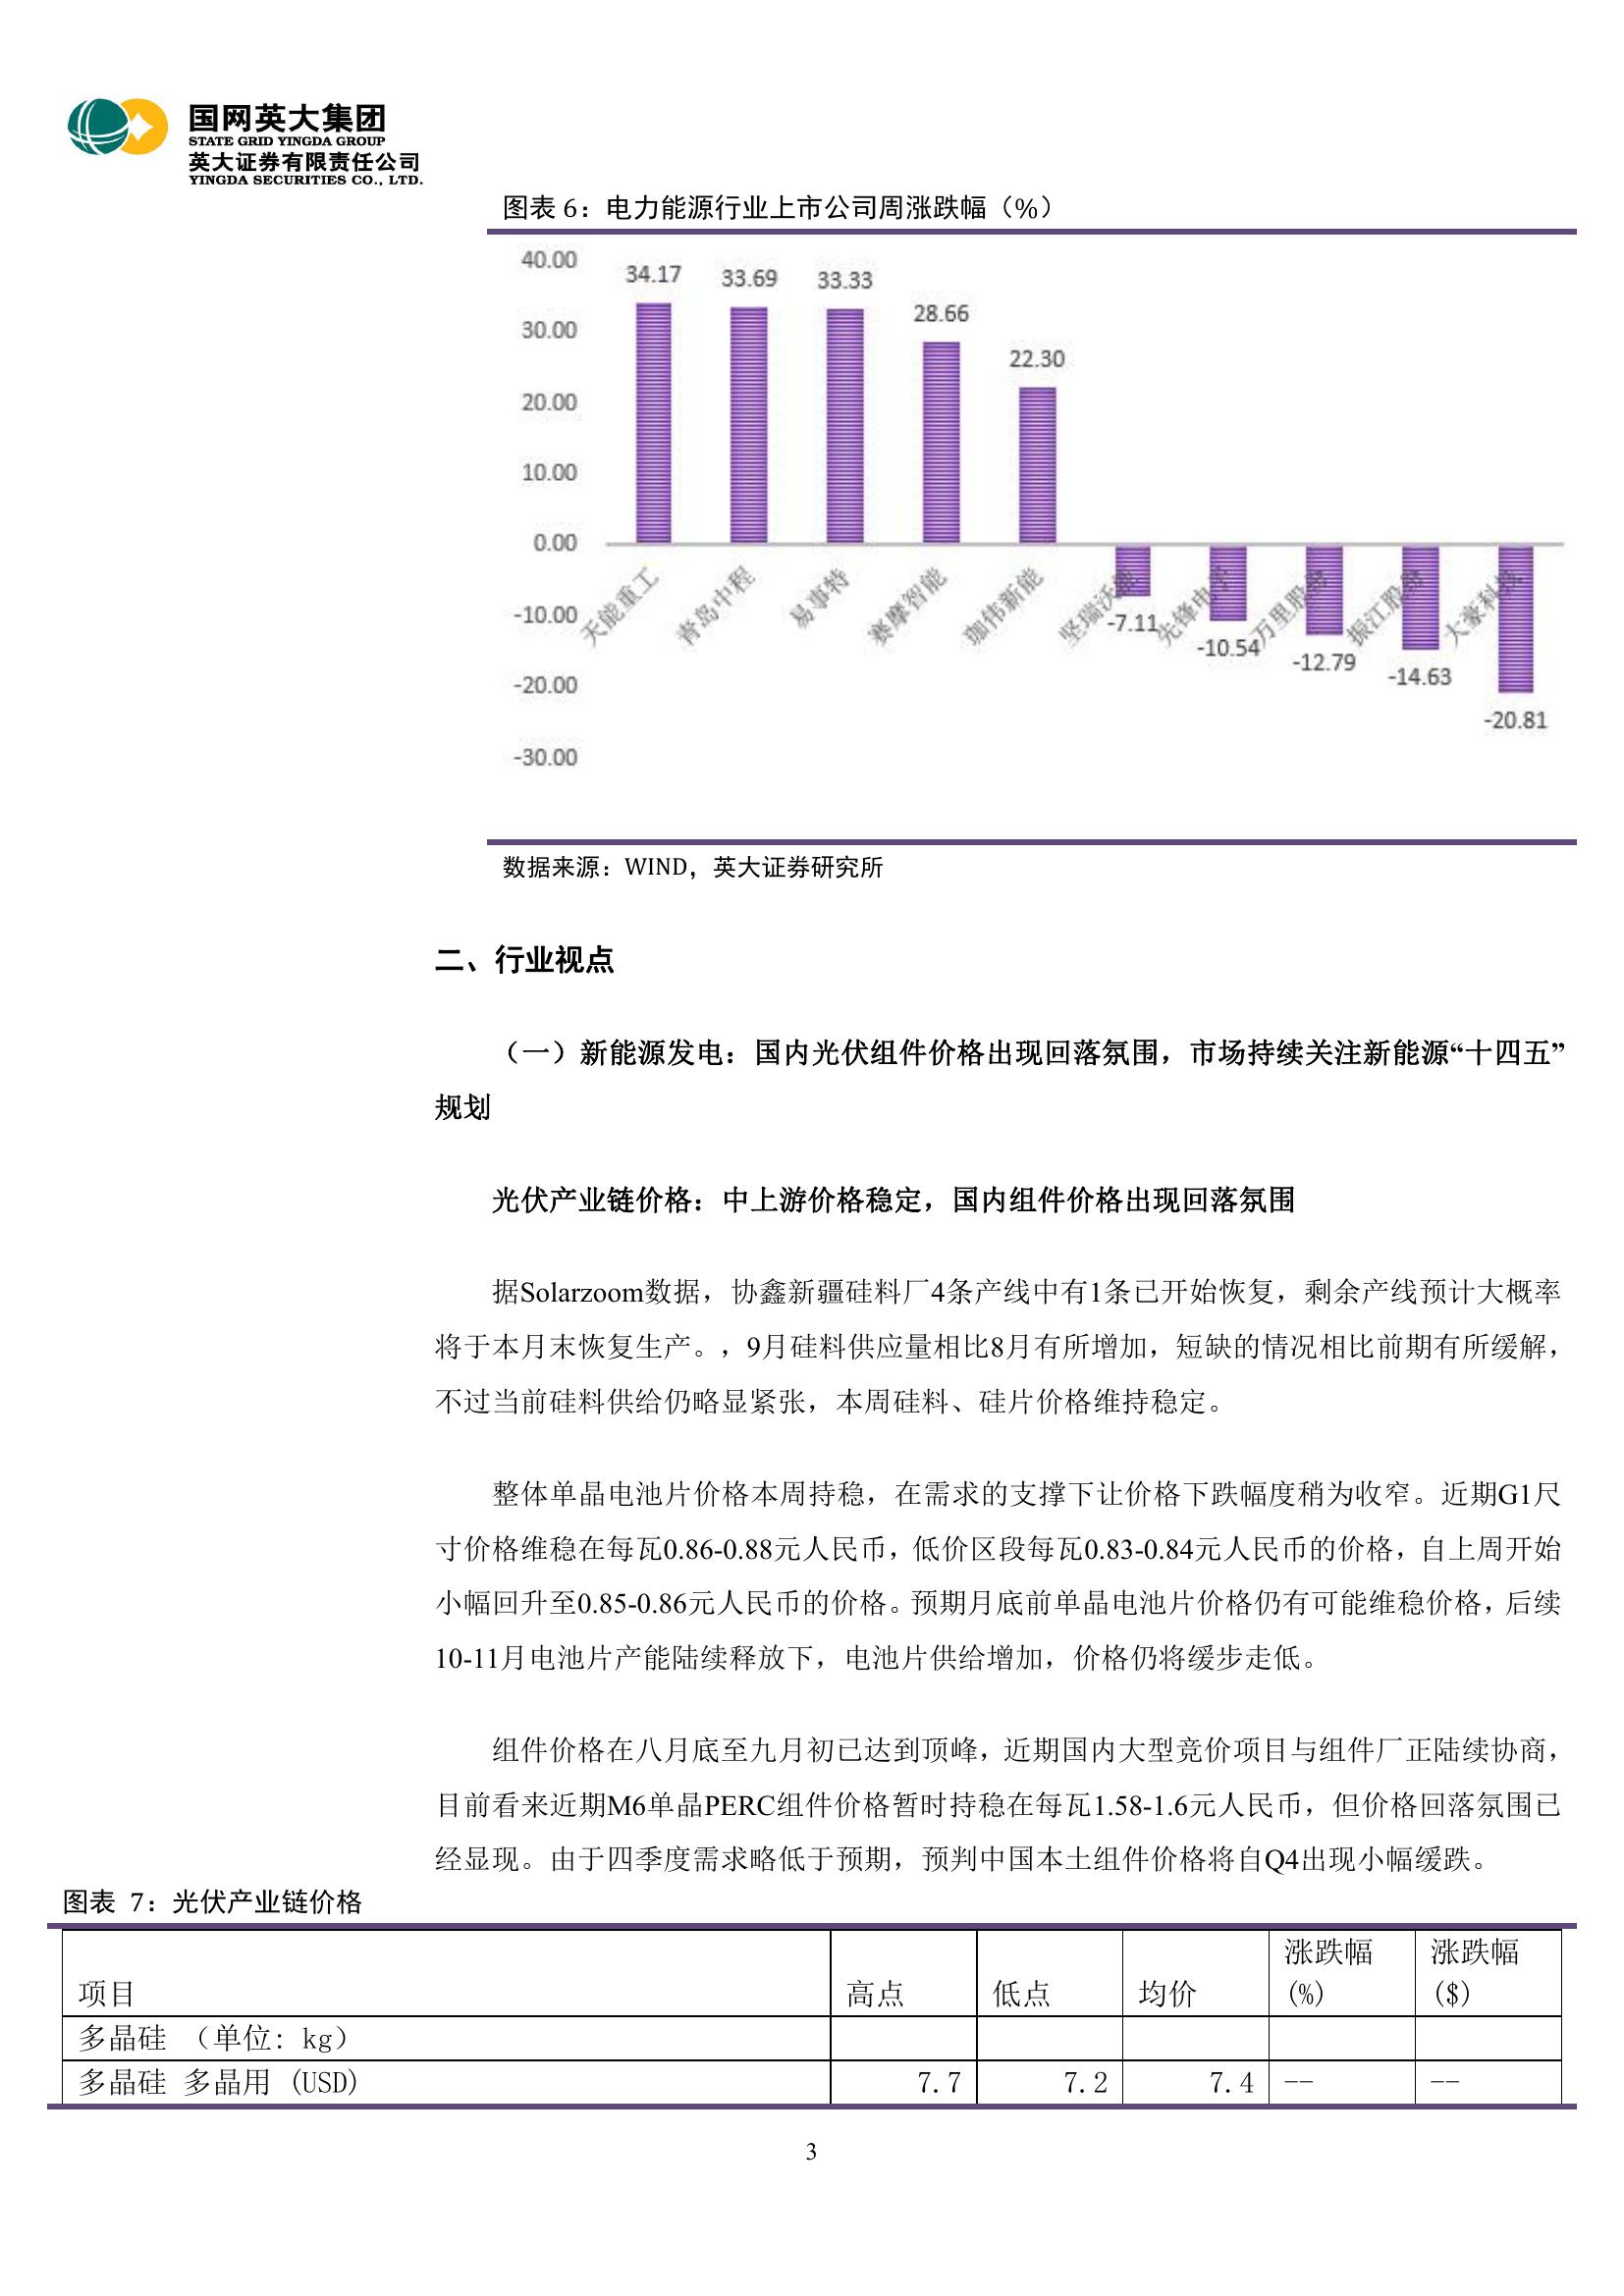 国网英大集团
STATE GRID YINGDA GROUP
英大证券有限责任公司
YINGDA SECURITIES CO., LTD.
图表 6：电力能源行业上市公司周涨跌幅（%）
40.00
30.00
20.00
10.00
0.00
-10.00
-20.00
-30.00
34.17
33.69
33.33
28.66
22.30
-7.11
-10.54
-12.79
-14.63
-20.81
天能重工
青岛中程
易事特
赛摩智能
珈伟新能
坚瑞沃
先锋电
万里股
振江股
大豪科
数据来源：WIND，英大证券研究所
二、行业视点
（一）新能源发电：国内光伏组件价格出现回落氛围，市场持续关注新能源“十四五”
规划
光伏产业链价格：中上游价格稳定，国内组件价格出现回落氛围
据Solarzoom数据，协鑫新疆硅料厂4条产线中有1条已开始恢复，剩余产线预计大概率
将于本月末恢复生产。，9月硅料供应量相比8月有所增加，短缺的情况相比前期有所缓解，
不过当前硅料供给仍略显紧张，本周硅料、硅片价格维持稳定。
整体单晶电池片价格本周持稳，在需求的支撑下让价格下跌幅度稍为收窄。近期G1尺
寸价格维稳在每瓦0.86-0.88元人民币，低价区段每瓦0.83-0.84元人民币的价格，自上周开始
小幅回升至0.85-0.86元人民币的价格。预期月底前单晶电池片价格仍有可能维稳价格，后续
10-11月电池片产能陆续释放下，电池片供给增加，价格仍将缓步走低。
组件价格在八月底至九月初已达到顶峰，近期国内大型竞价项目与组件厂正陆续协商，
目前看来近期M6单晶PERC组件价格暂时持稳在每瓦1.58-1.6元人民币，但价格回落氛围已
经显现。由于四季度需求略低于预期，预判中国本土组件价格将自Q4出现小幅缓跌。
图表 7：光伏产业链价格
项目 高点 低点 均价 涨跌幅(%) 涨跌幅($)
多晶硅 （单位: kg）
多晶硅 多晶用 (USD) 7.7 7.2 7.4 -- --
3